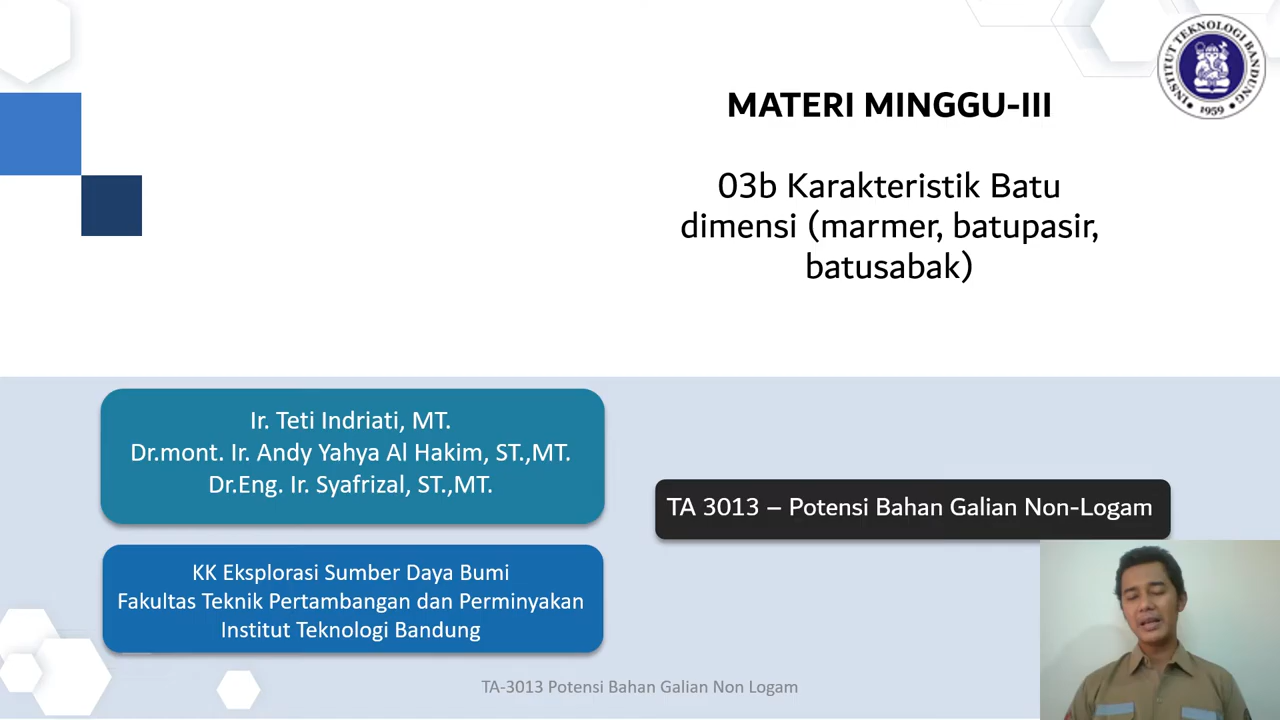 INSTITUT TEKNOLOGI BANDUNG
1959
MATERI MINGGU-III
03b Karakteristik Batu
dimensi (marmer, batupasir,
batusabak)
Ir. Teti Indriati, MT.
Dr.mont. Ir. Andy Yahya Al Hakim, ST.,MT.
Dr.Eng. Ir. Syafrizal, ST.,MT.
TA 3013 – Potensi Bahan Galian Non-Logam
KK Eksplorasi Sumber Daya Bumi
Fakultas Teknik Pertambangan dan Perminyakan
Institut Teknologi Bandung
TA-3013 Potensi Bahan Galian Non Logam